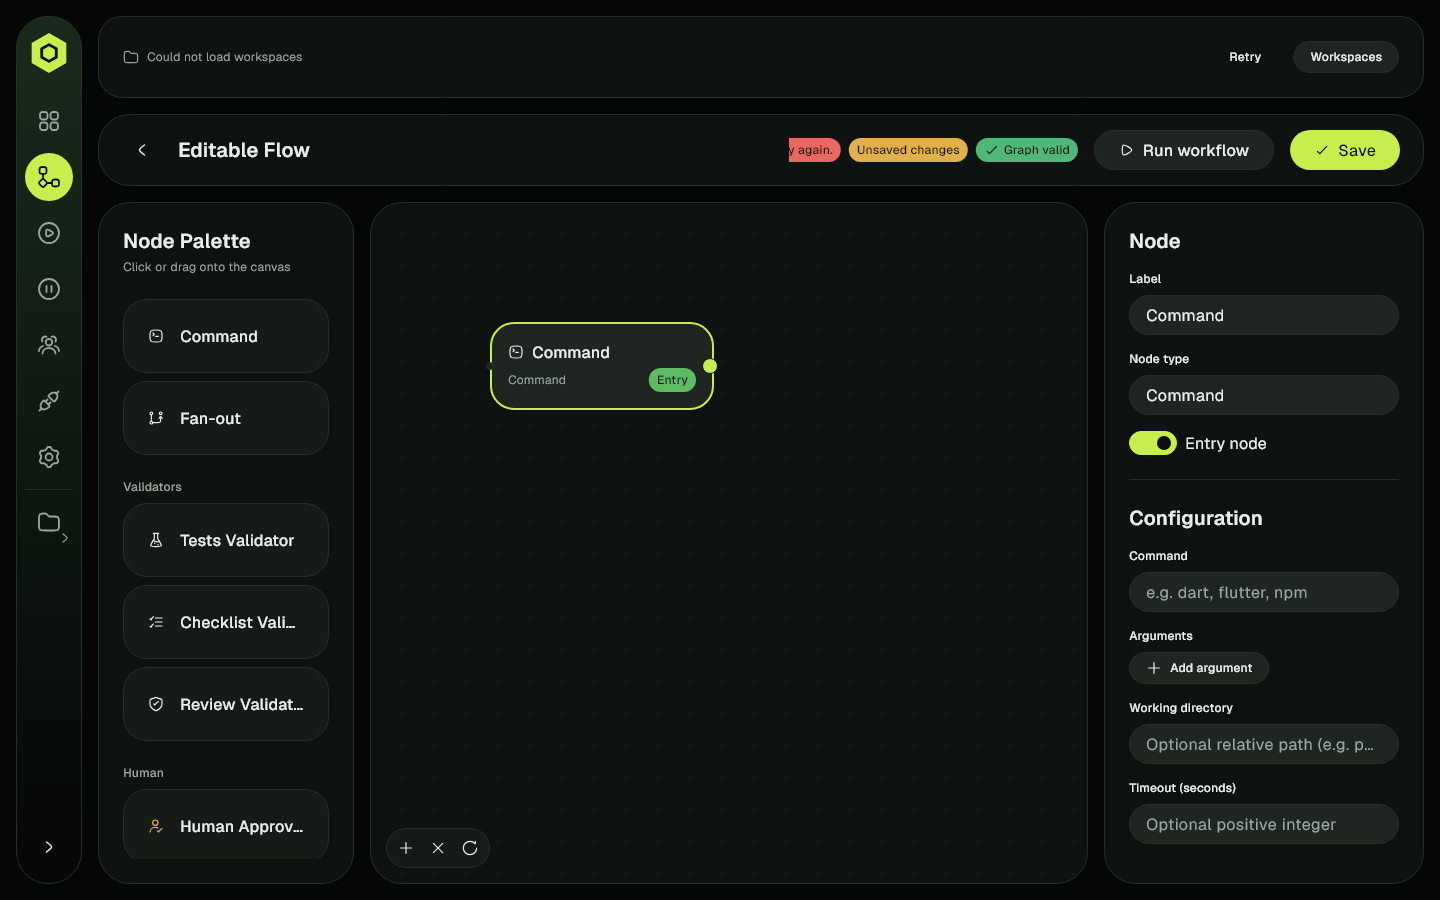 Could not load workspaces
Retry
Workspaces
Editable Flow
y again.
Unsaved changes
Graph valid
Run workflow
Save
Node Palette
Click or drag onto the canvas
Command
Fan-out
Validators
Tests Validator
Checklist Vali...
Review Validat...
Human
Human Approv...
Command
Command
Entry
Node
Label
Command
Node type
Command
Entry node
Configuration
Command
e.g. dart, flutter, npm
Arguments
Add argument
Working directory
Optional relative path (e.g. p...
Timeout (seconds)
Optional positive integer